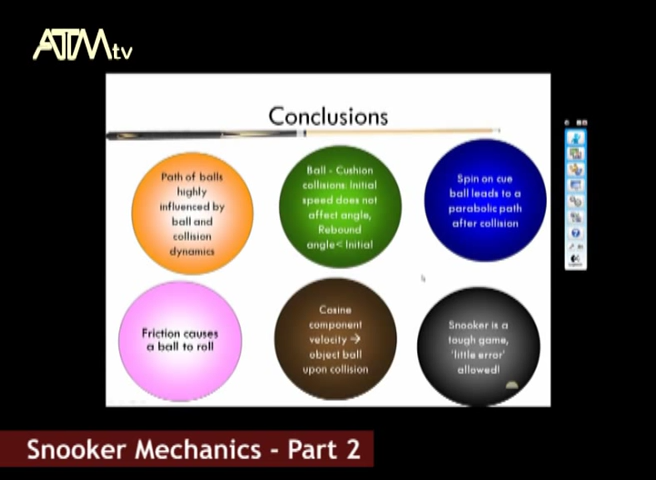 ATM tv
Conclusions
Path of balls
highly
influenced by
ball and
collision
dynamics
Ball - Cushion
collisions: Initial
speed does not
affect angle,
Rebound
angle< Initial
Spin on cue
ball leads to a
parabolic path
after collision
Friction causes
a ball to roll
Cosine
component
velocity →
object ball
upon collision
Snooker is a
tough game,
'little error'
allowed!
Snooker Mechanics - Part 2